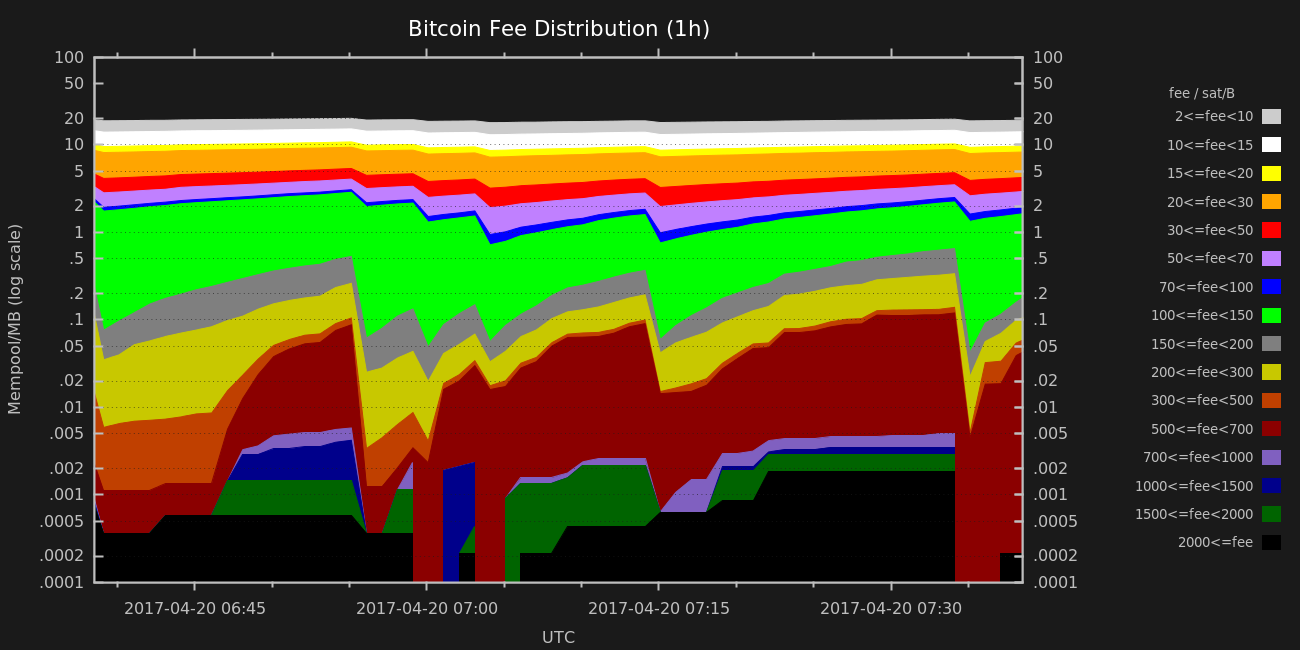 Bitcoin Fee Distribution (1h)
100 100
50 50
20 20
10 10
5 5
2 2
1 1
.5 .5
.2 .2
.1 .1
.05 .05
.02 .02
.01 .01
.005 .005
.002 .002
.001 .001
.0005 .0005
.0002 .0002
.0001 .0001
Mempool/MB (log scale)
2017-04-20 06:45 2017-04-20 07:00 2017-04-20 07:15 2017-04-20 07:30
UTC
fee / sat/B
2<=fee<10
10<=fee<15
15<=fee<20
20<=fee<30
30<=fee<50
50<=fee<70
70<=fee<100
100<=fee<150
150<=fee<200
200<=fee<300
300<=fee<500
500<=fee<700
700<=fee<1000
1000<=fee<1500
1500<=fee<2000
2000<=fee